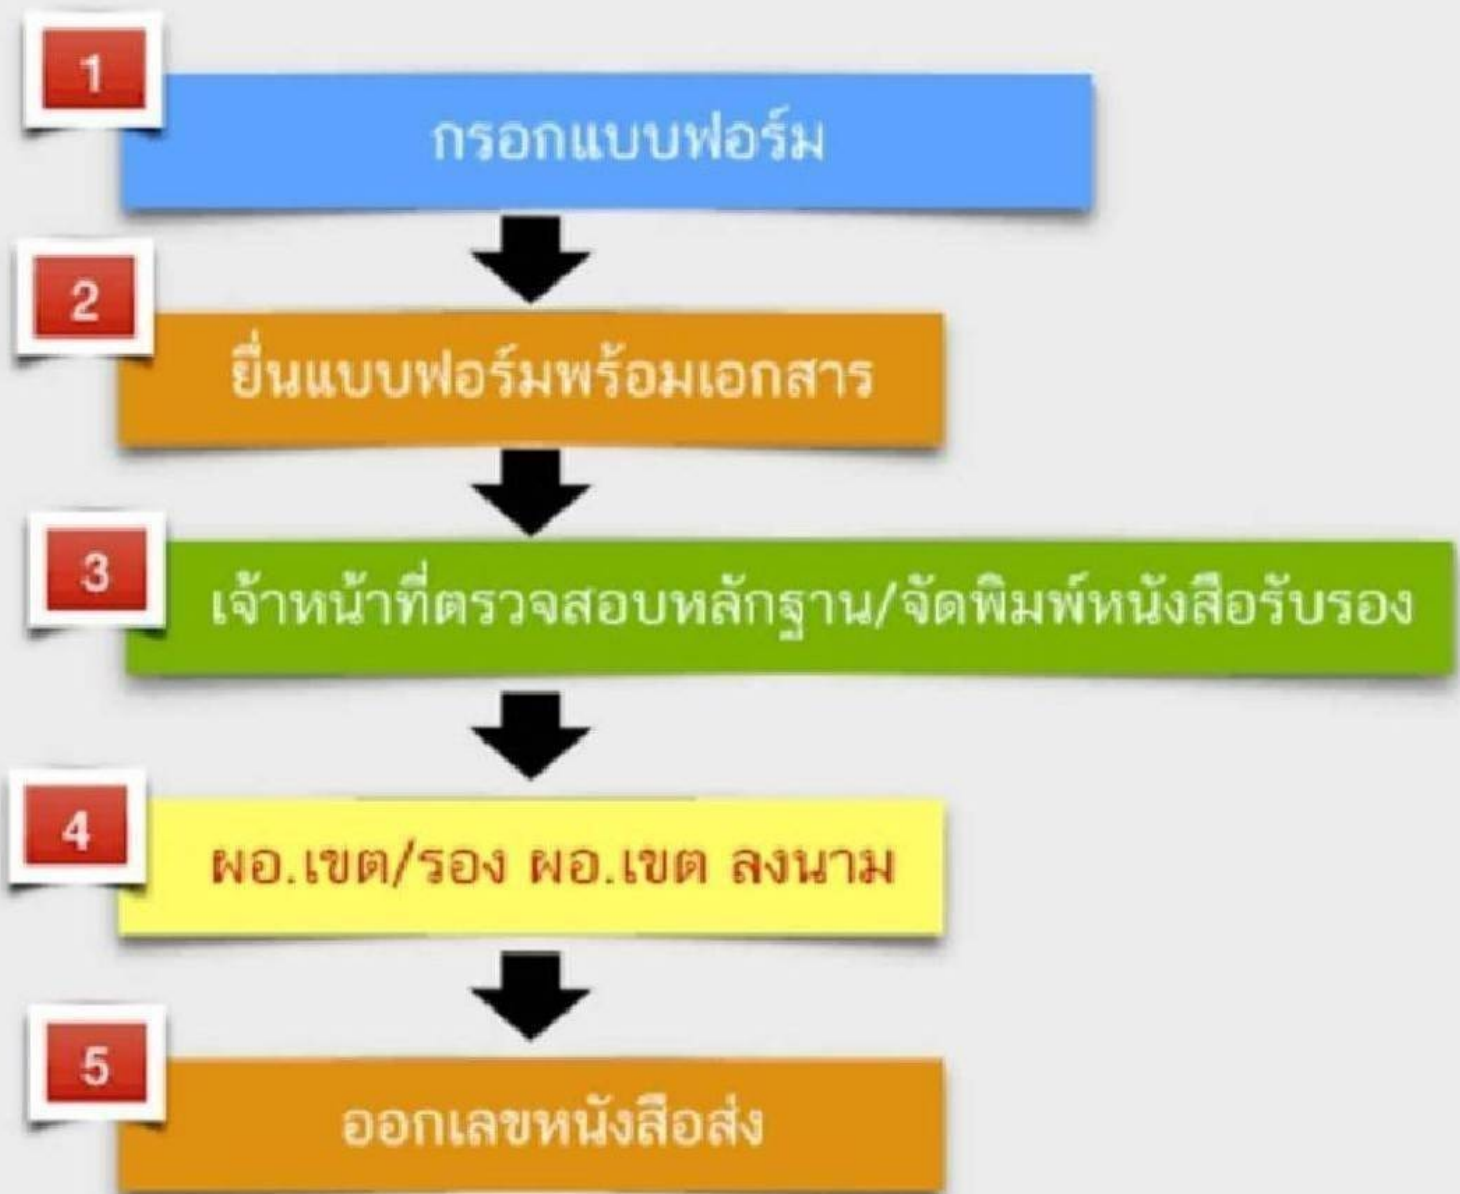 1
กรอกแบบฟอร์ม
2
ยื่นแบบฟอร์มพร้อมเอกสาร
3
เจ้าหน้าที่ตรวจสอบหลักฐาน/จัดพิมพ์หนังสือรับรอง
4
ผอ.เขต/รอง ผอ.เขต ลงนาม
5
ออกเลขหนังสือส่ง